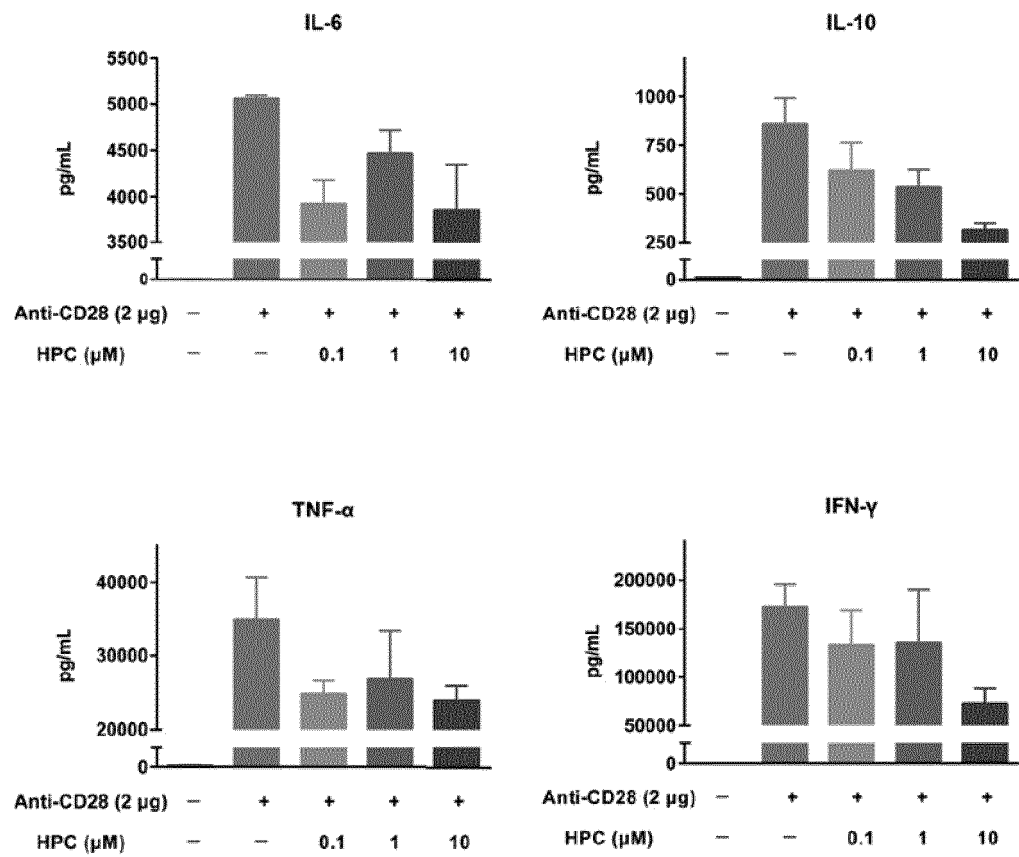 IL-6
5500
5000
4500
4000
3500
0
pg/mL
Anti-CD28 (2 μg) − + + + +
HPC (μM) − − 0.1 1 10
IL-10
1000
750
500
250
0
pg/mL
Anti-CD28 (2 μg) − + + + +
HPC (μM) − − 0.1 1 10
TNF-α
40000
30000
20000
0
pg/mL
Anti-CD28 (2 μg) − + + + +
HPC (μM) − − 0.1 1 10
IFN-γ
200000
150000
100000
50000
0
pg/mL
Anti-CD28 (2 μg) − + + + +
HPC (μM) − − 0.1 1 10